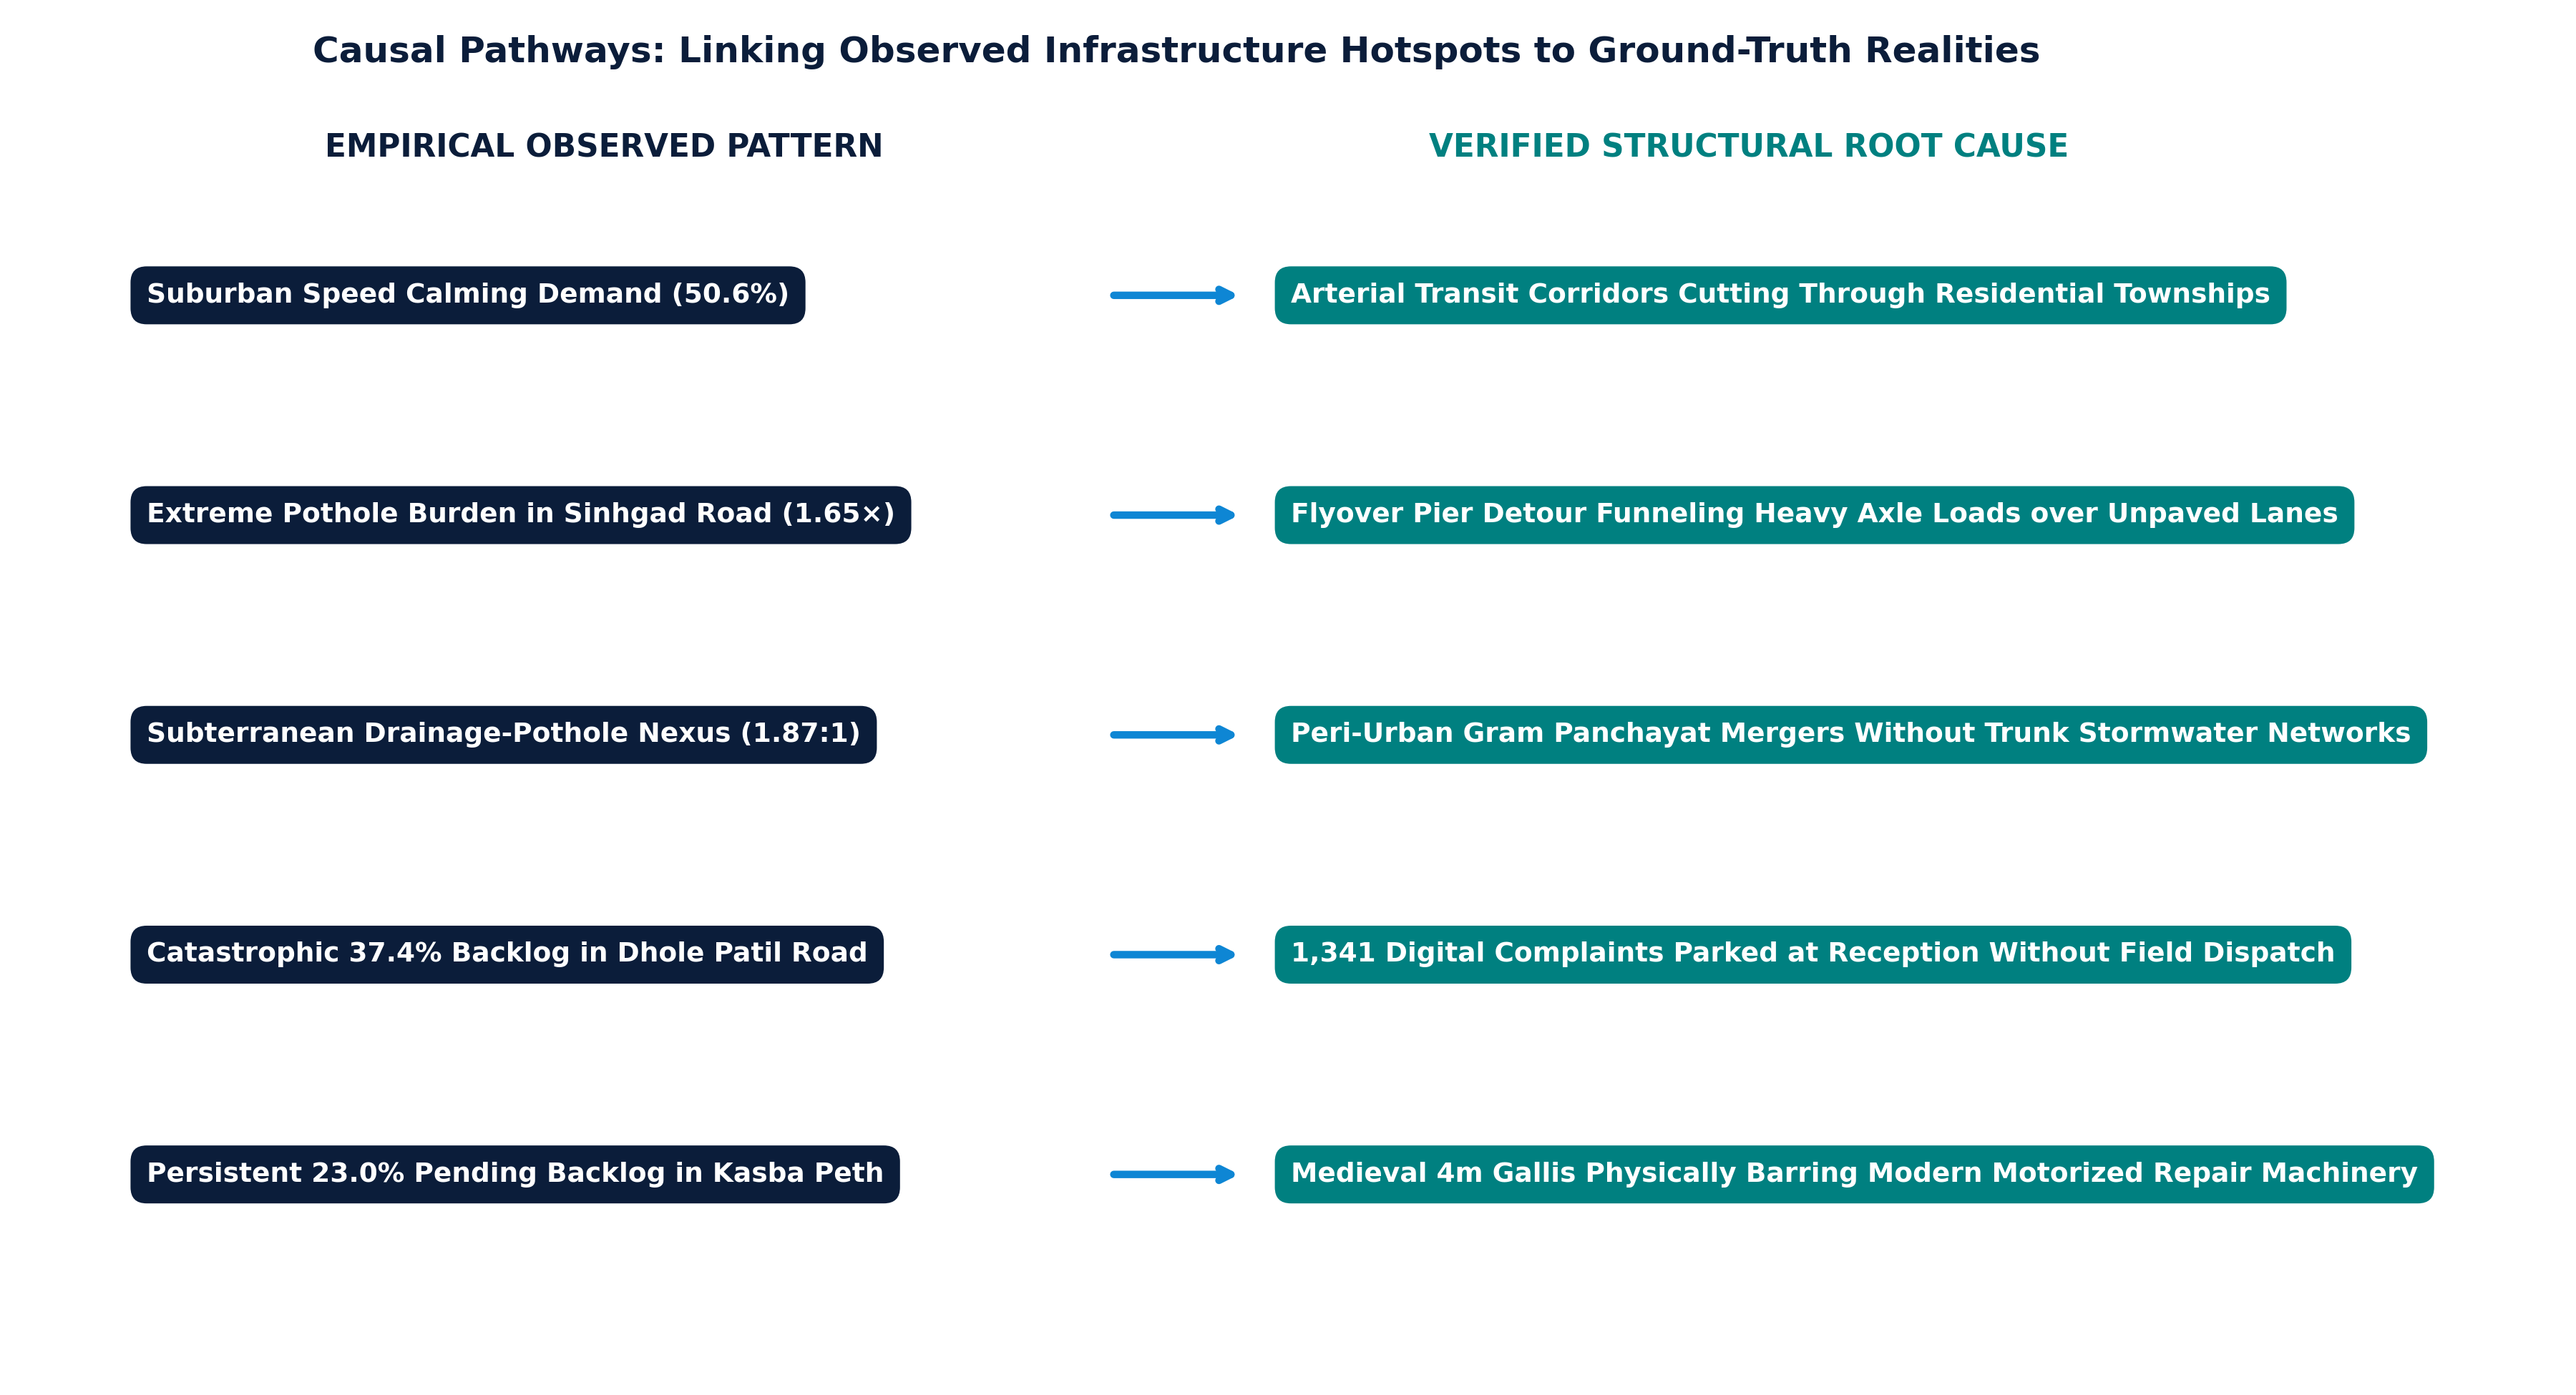 Causal Pathways: Linking Observed Infrastructure Hotspots to Ground-Truth Realities
EMPIRICAL OBSERVED PATTERN
VERIFIED STRUCTURAL ROOT CAUSE
Suburban Speed Calming Demand (50.6%)
Arterial Transit Corridors Cutting Through Residential Townships
Extreme Pothole Burden in Sinhgad Road (1.65×)
Flyover Pier Detour Funneling Heavy Axle Loads over Unpaved Lanes
Subterranean Drainage-Pothole Nexus (1.87:1)
Peri-Urban Gram Panchayat Mergers Without Trunk Stormwater Networks
Catastrophic 37.4% Backlog in Dhole Patil Road
1,341 Digital Complaints Parked at Reception Without Field Dispatch
Persistent 23.0% Pending Backlog in Kasba Peth
Medieval 4m Gallis Physically Barring Modern Motorized Repair Machinery